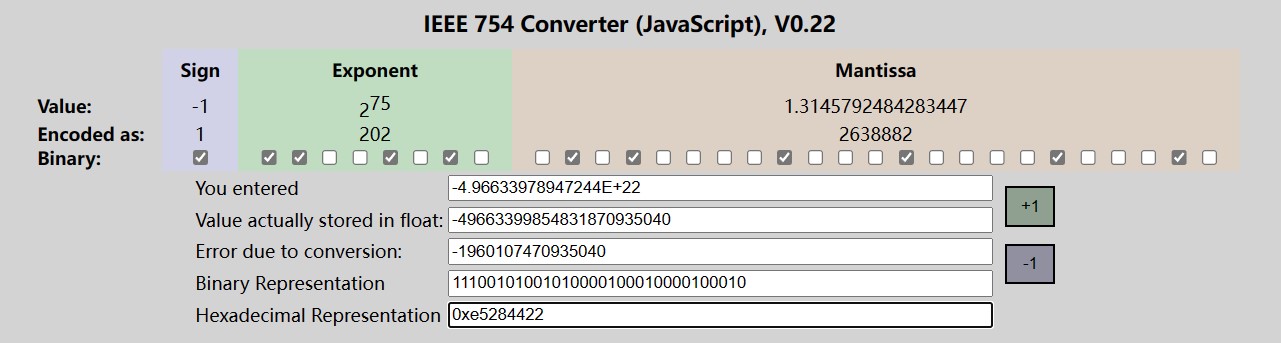 IEEE 754 Converter (JavaScript), V0.22
Sign Exponent Mantissa
Value: -1 2^75 1.3145792484283447
Encoded as: 1 202 2638882
Binary:
You entered -4.96633978947244E+22
Value actually stored in float: -49663399854831870935040
Error due to conversion: -1960107470935040
Binary Representation 11100101001010000100010000100010
Hexadecimal Representation 0xe5284422
+1
-1